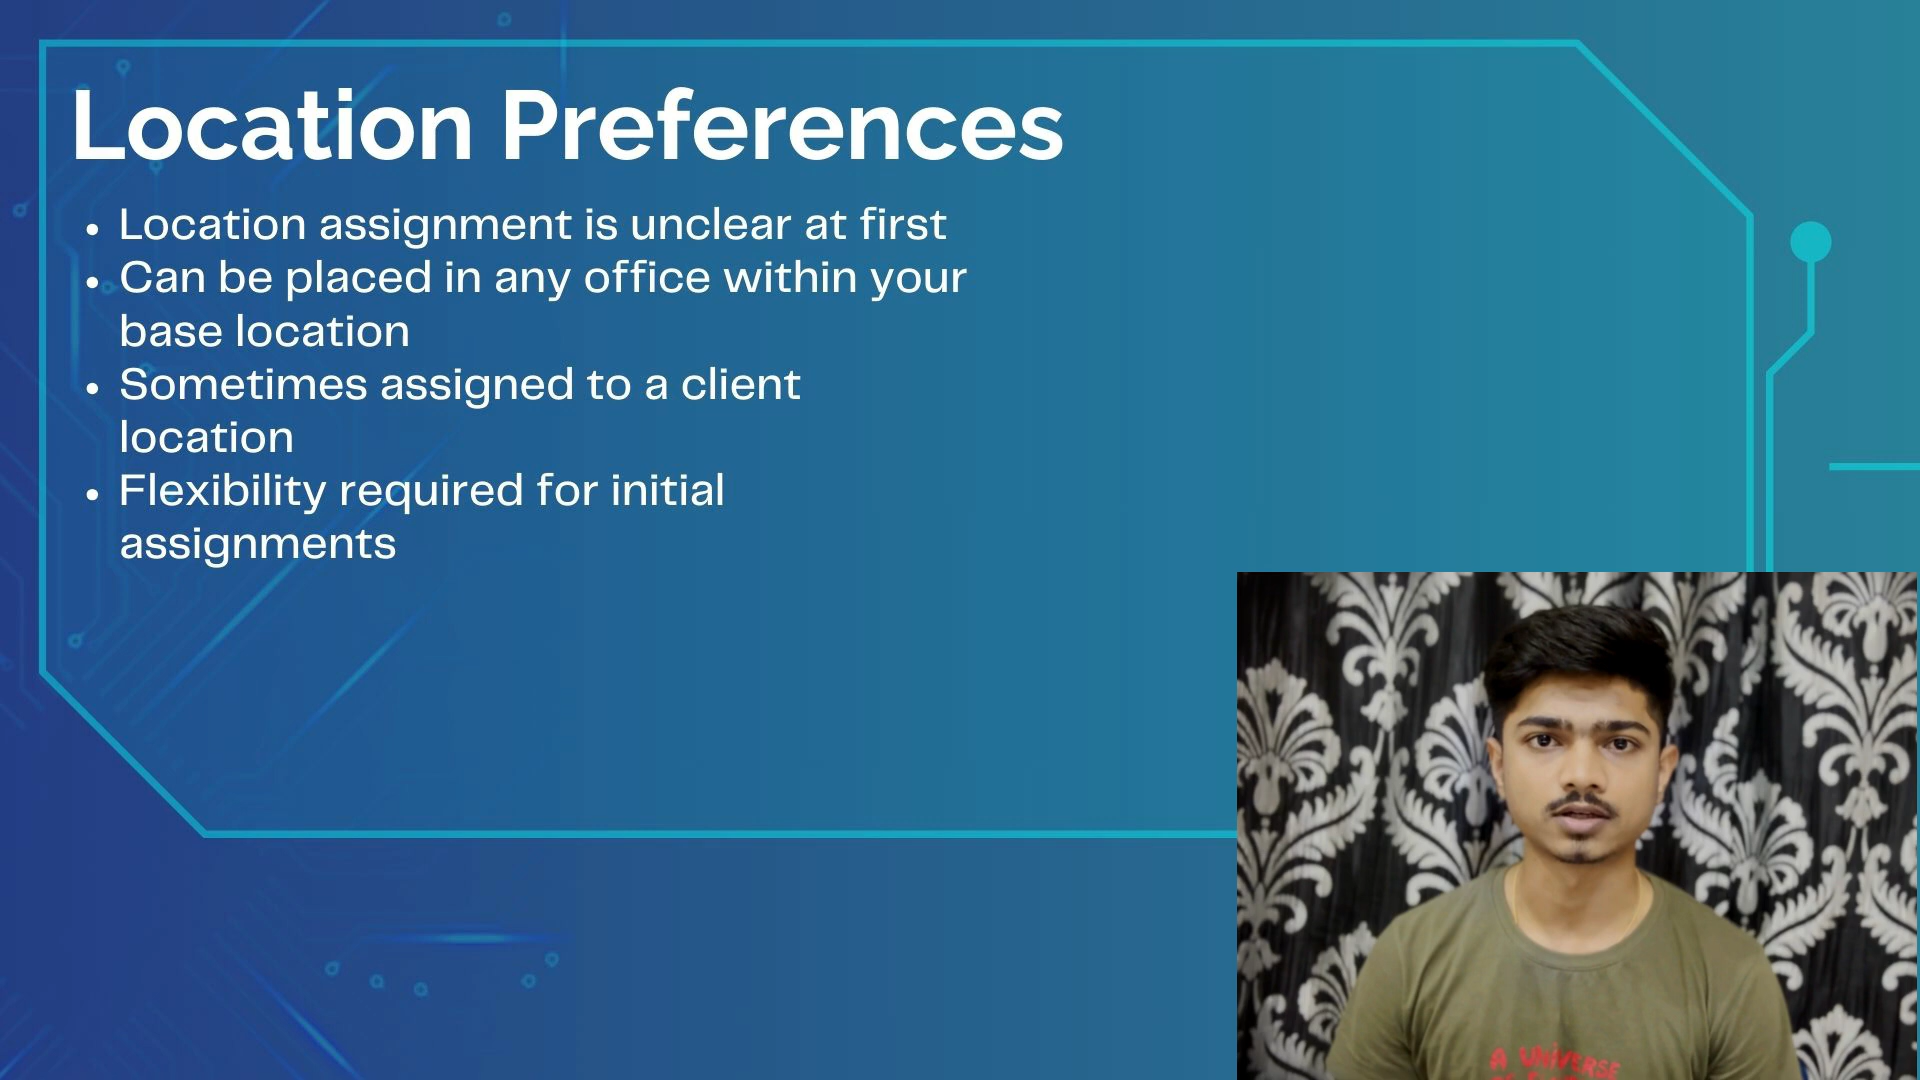 Location Preferences
• Location assignment is unclear at first
• Can be placed in any office within your
base location
• Sometimes assigned to a client
location
• Flexibility required for initial
assignments
A UNIVERSE